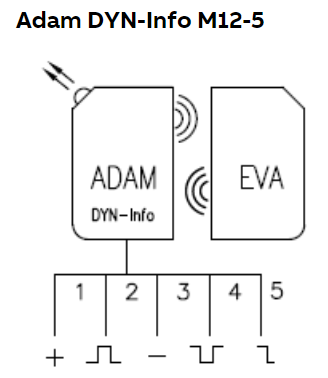 Adam DYN-Info M12-5
ADAM
EVA
DYN-Info
1 2 3 4 5
+ −